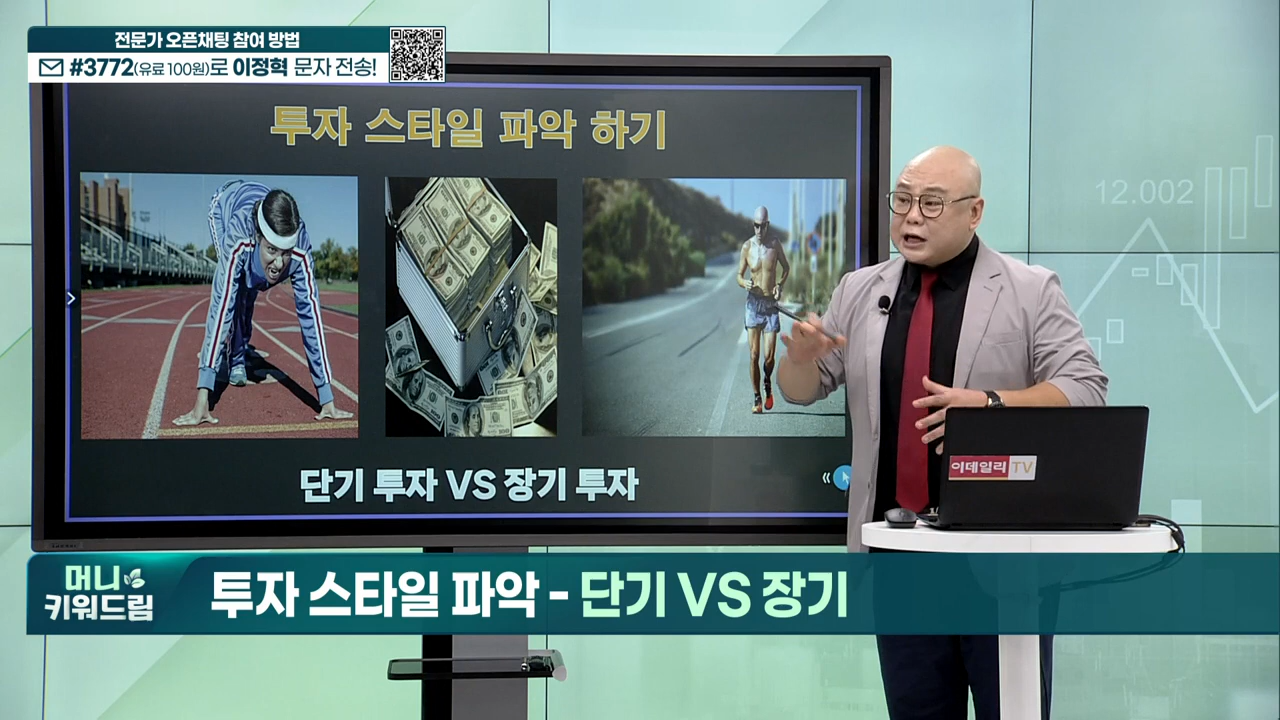 전문가 오픈채팅 참여 방법
#3772(유료 100원)로 이정혁 문자 전송!
투자 스타일 파악 하기
12.002
단기 투자 VS 장기 투자
이데일리TV
머니
키워드림
투자 스타일 파악 - 단기 VS 장기